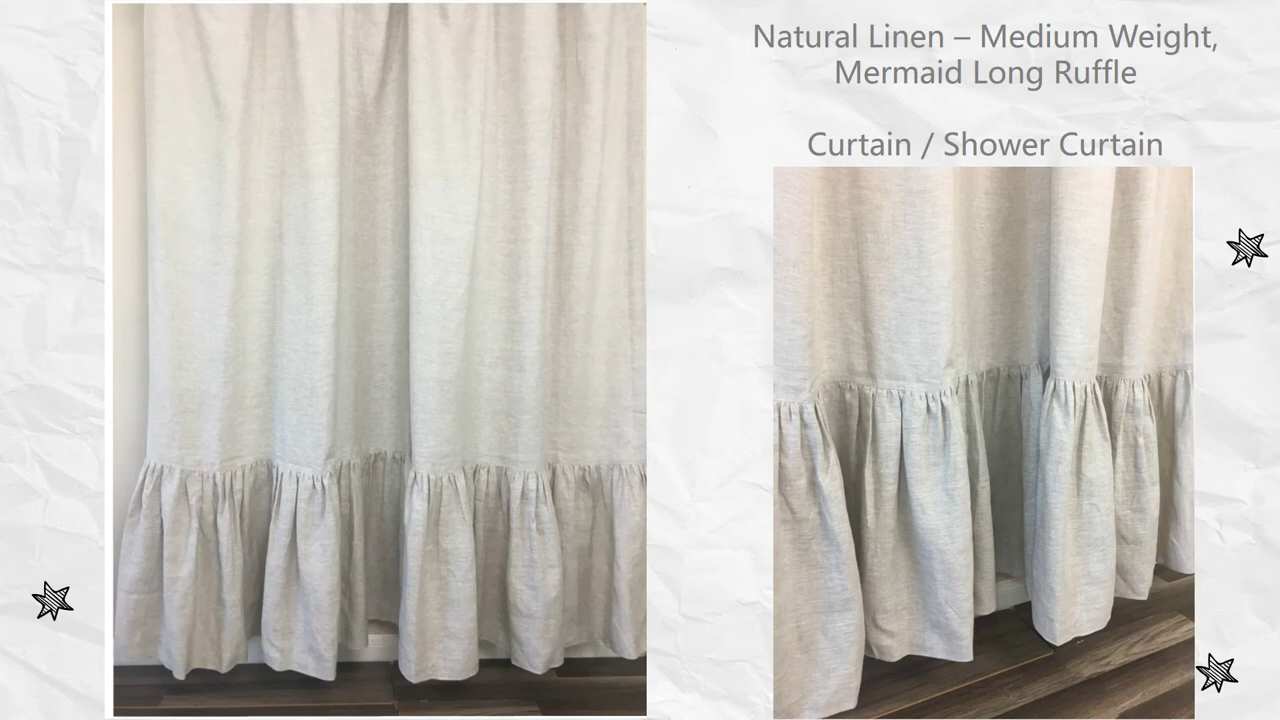 Natural Linen – Medium Weight,
Mermaid Long Ruffle
Curtain / Shower Curtain